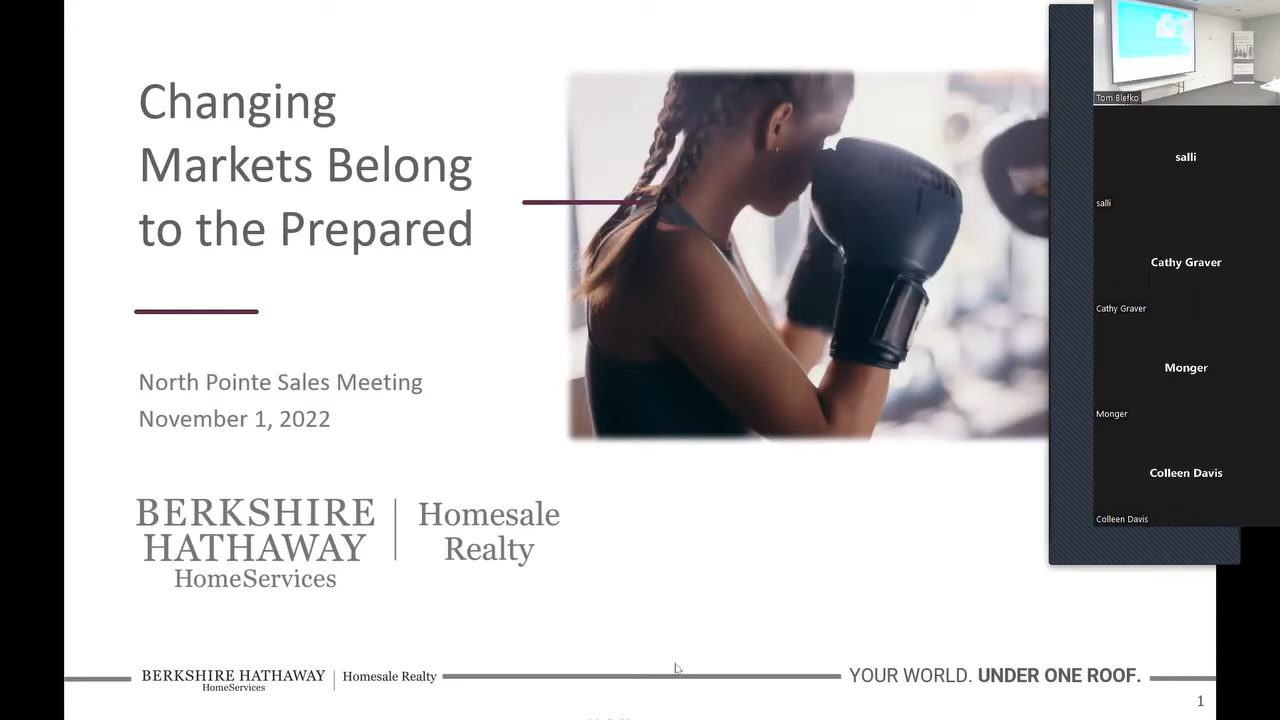 Changing
Markets Belong
to the Prepared
North Pointe Sales Meeting
November 1, 2022
BERKSHIRE
HATHAWAY
HomeServices
Homesale
Realty
BERKSHIRE HATHAWAY
HomeServices
Homesale Realty
YOUR WORLD. UNDER ONE ROOF.
1
Tom Blefko
salli
salli
Cathy Graver
Cathy Graver
Monger
Monger
Colleen Davis
Colleen Davis